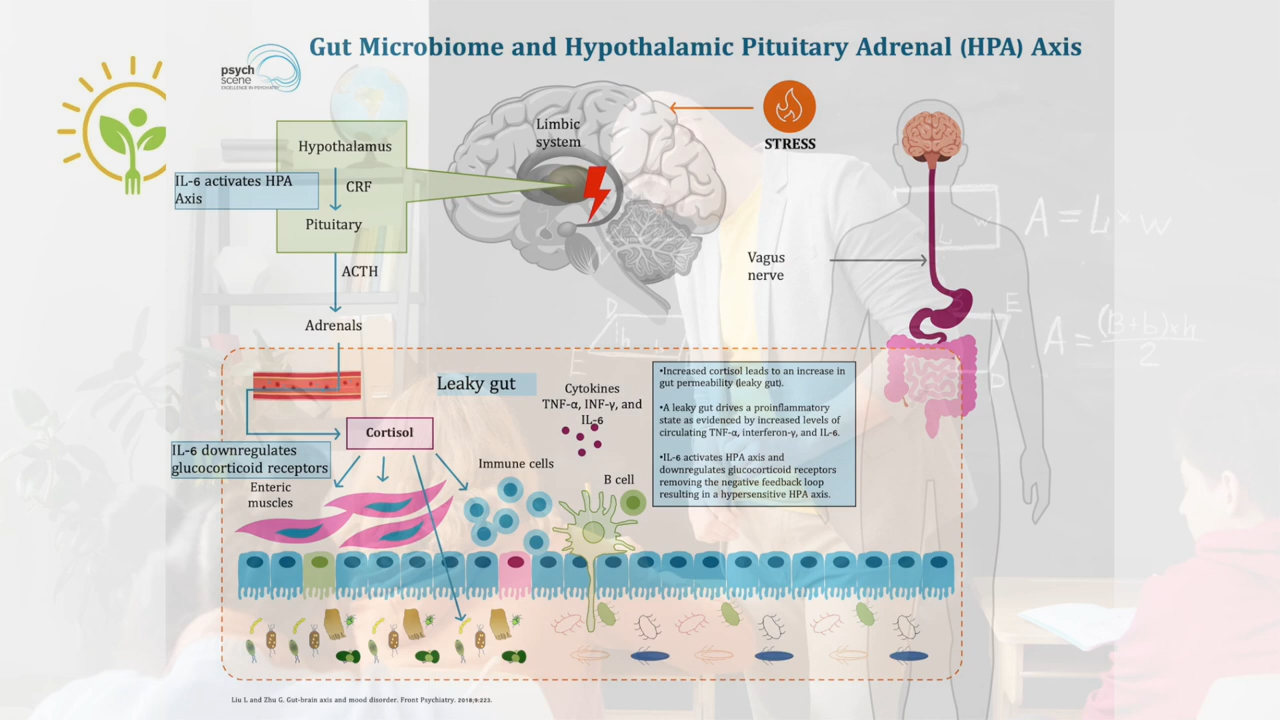 Gut Microbiome and Hypothalamic Pituitary Adrenal (HPA) Axis
psych
scene
EXCELLENCE IN PSYCHIATRY
Limbic
system
STRESS
Hypothalamus
IL-6 activates HPA
Axis
CRF
Pituitary
ACTH
Adrenals
Vagus
nerve
A = L × w
L
w
D
E
h
b
E
D
A = (B+b)xh
2
Leaky gut
Cytokines
TNF-α, INF-γ, and
IL-6
•Increased cortisol leads to an increase in
gut permeability (leaky gut).
•A leaky gut drives a proinflammatory
state as evidenced by increased levels of
circulating TNF-α, interferon-γ, and IL-6.
•IL-6 activates HPA axis and
downregulates glucocorticoid receptors
removing the negative feedback loop
resulting in a hypersensitive HPA axis.
Cortisol
IL-6 downregulates
glucocorticoid receptors
Enteric
muscles
Immune cells
B cell
Liu L and Zhu G. Gut-brain axis and mood disorder. Front Psychiatry. 2018;9:223.